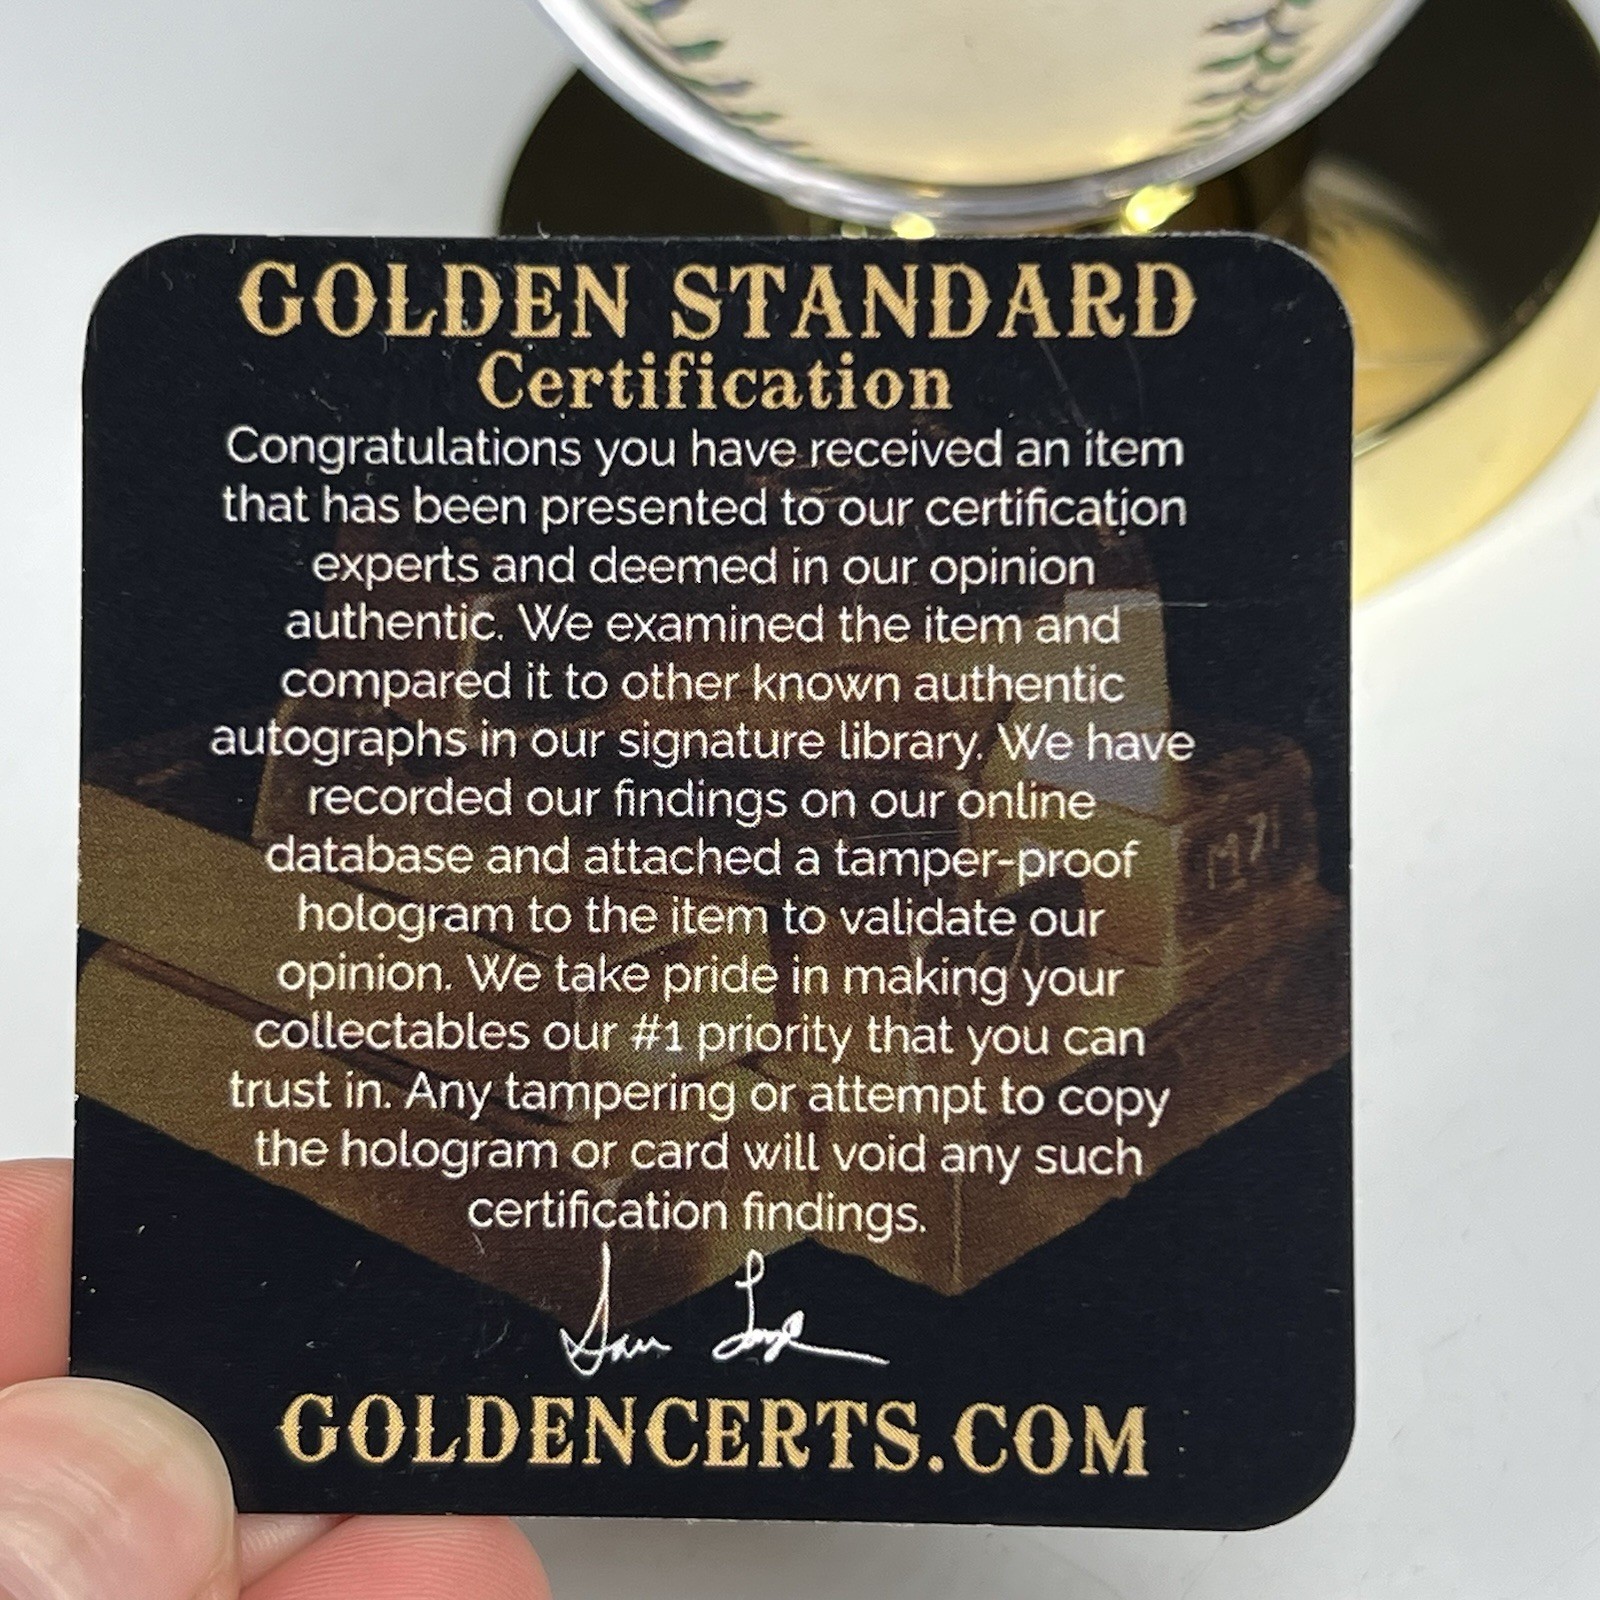 GOLDEN STANDARD
Certification
Congratulations you have received an item
that has been presented to our certification
experts and deemed in our opinion
authentic. We examined the item and
compared it to other known authentic
autographs in our signature library. We have
recorded our findings on our online
database and attached a tamper-proof
hologram to the item to validate our
opinion. We take pride in making your
collectables our #1 priority that you can
trust in. Any tampering or attempt to copy
the hologram or card will void any such
certification findings.
GOLDENCERTS.COM